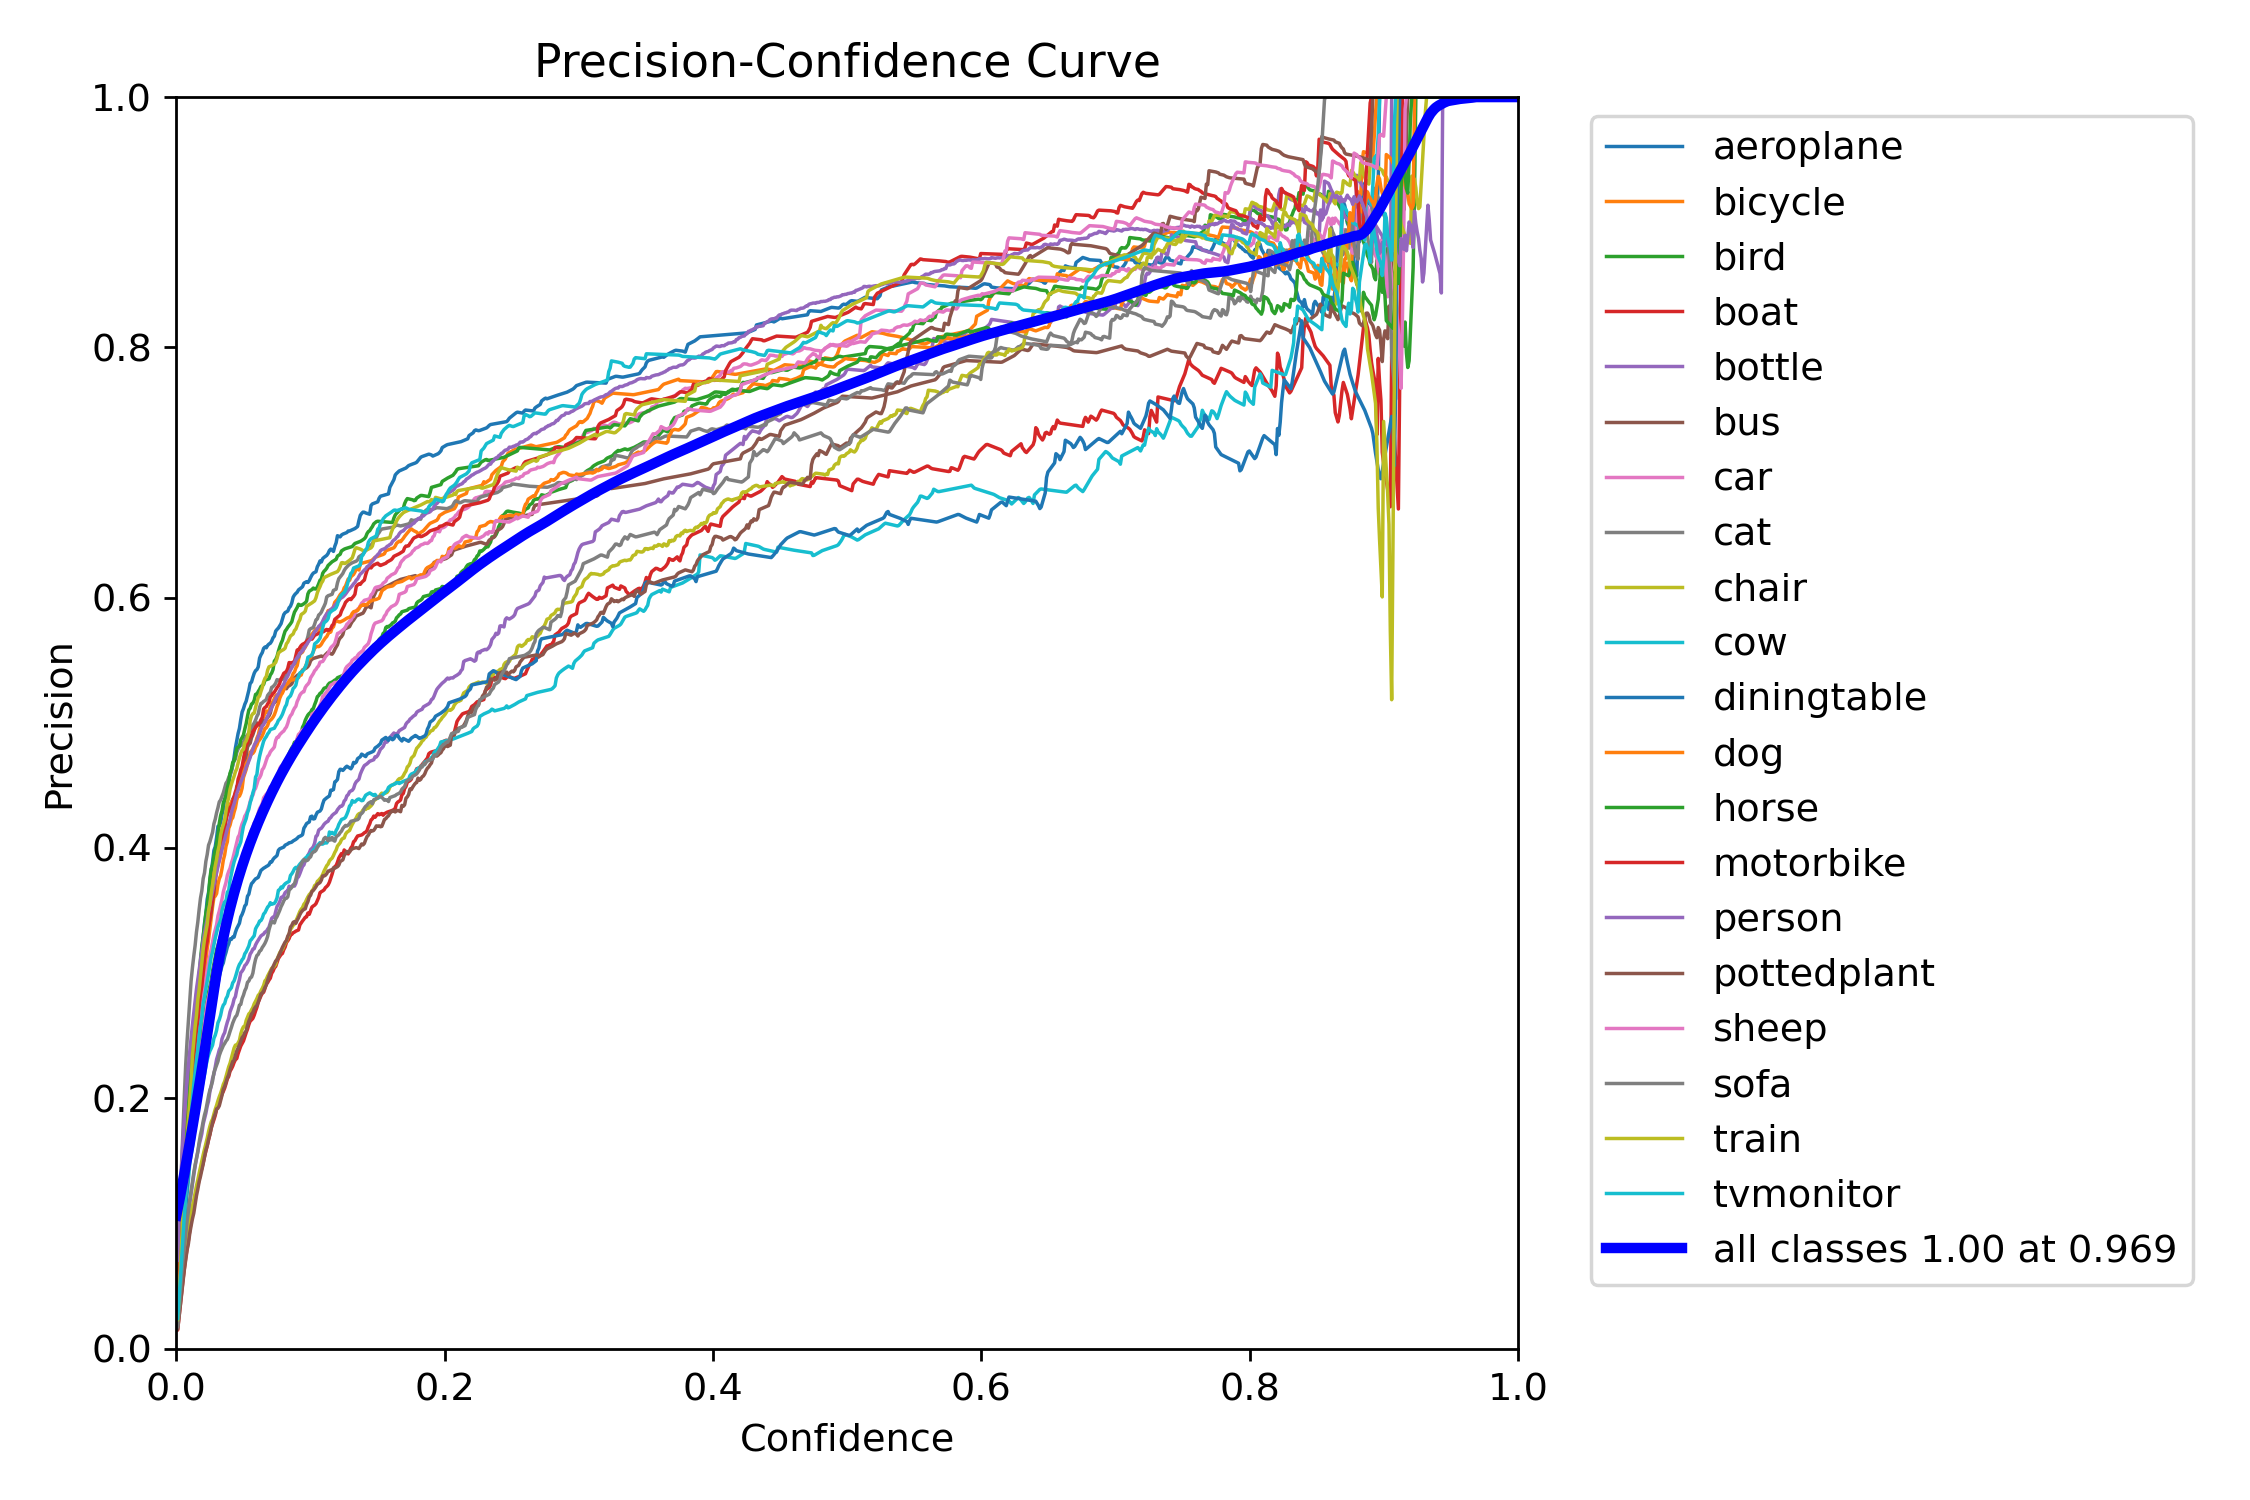 Precision-Confidence Curve
1.0
0.8
0.6
0.4
0.2
0.0
Precision
0.0 0.2 0.4 0.6 0.8 1.0
Confidence
aeroplane
bicycle
bird
boat
bottle
bus
car
cat
chair
cow
diningtable
dog
horse
motorbike
person
pottedplant
sheep
sofa
train
tvmonitor
all classes 1.00 at 0.969